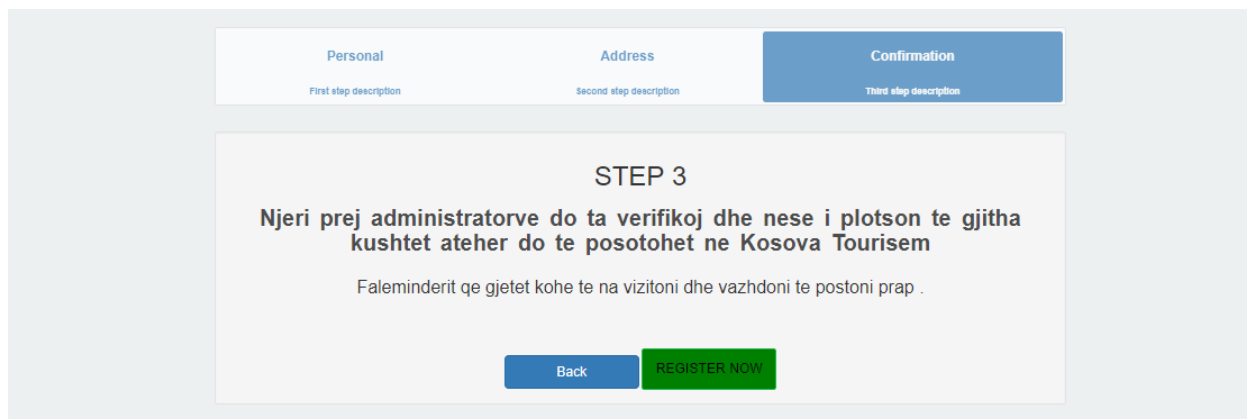 Personal
Address
Confirmation
First step description
Second step description
Third step description
STEP 3
Njeri prej administratorve do ta verifikoj dhe nese i plotson te gjitha
kushtet ateher do te posotohet ne Kosova Tourisem
Faleminderit qe gjetet kohe te na vizitoni dhe vazhdoni te postoni prap .
Back
REGISTER NOW